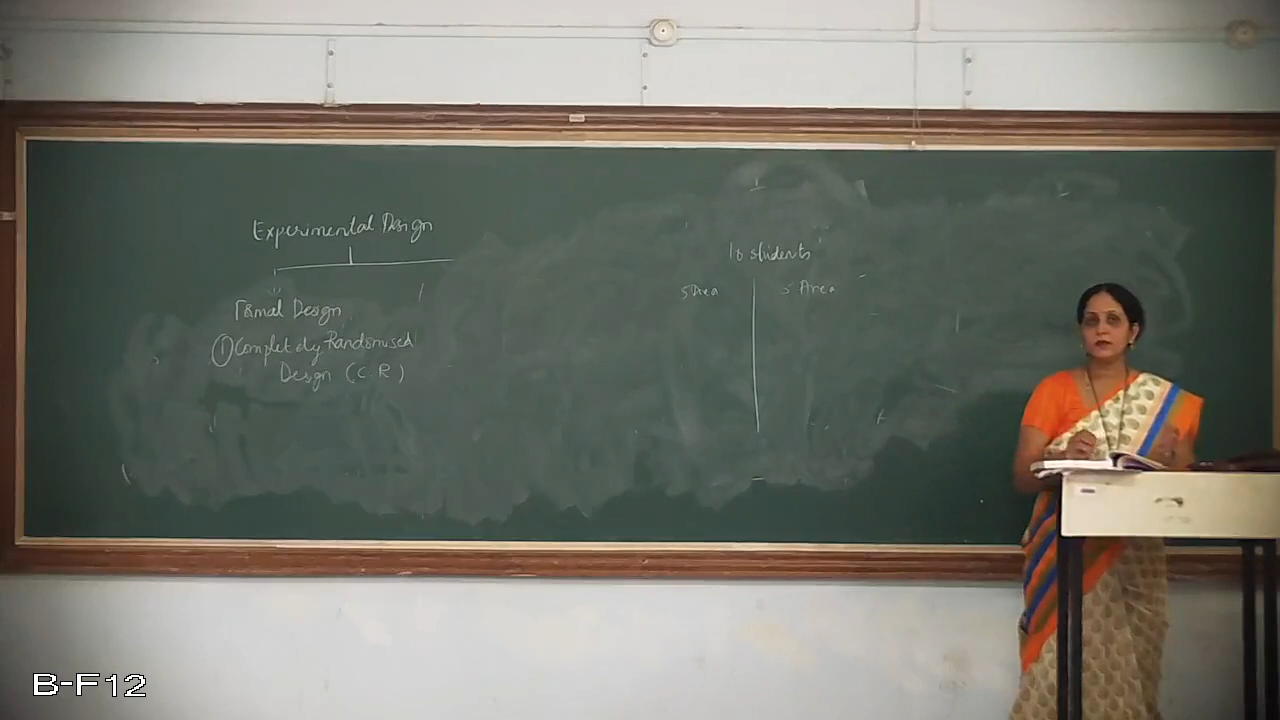 Experimental Design
Formal Design
① Completely Randomised
Design (C.R)
10 students
5 Area
5 Area
B-F12